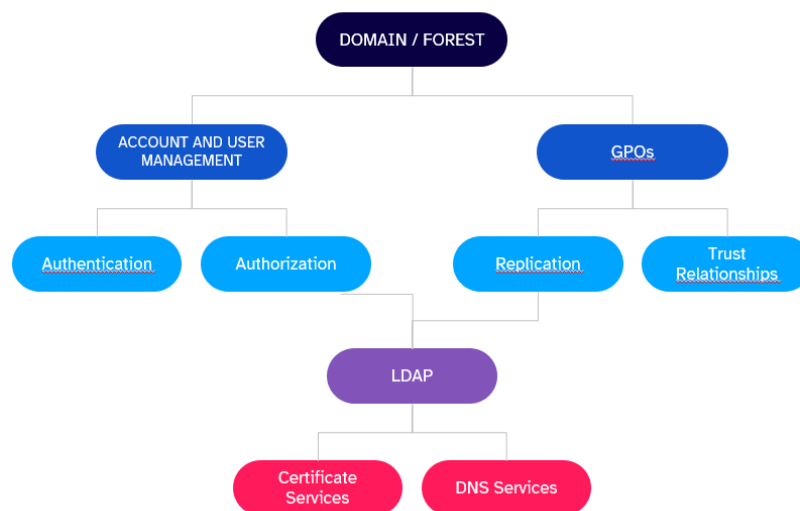 DOMAIN / FOREST
ACCOUNT AND USER
MANAGEMENT
GPOs
Authentication
Authorization
Replication
Trust
Relationships
LDAP
Certificate
Services
DNS Services